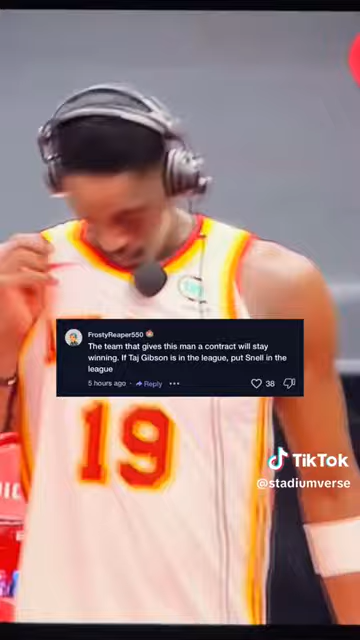 FrostyReaper550
The team that gives this man a contract will stay
winning. If Taj Gibson is in the league, put Snell in the
league
5 hours ago · Reply ••• 38
19
TikTok
@stadiumverse